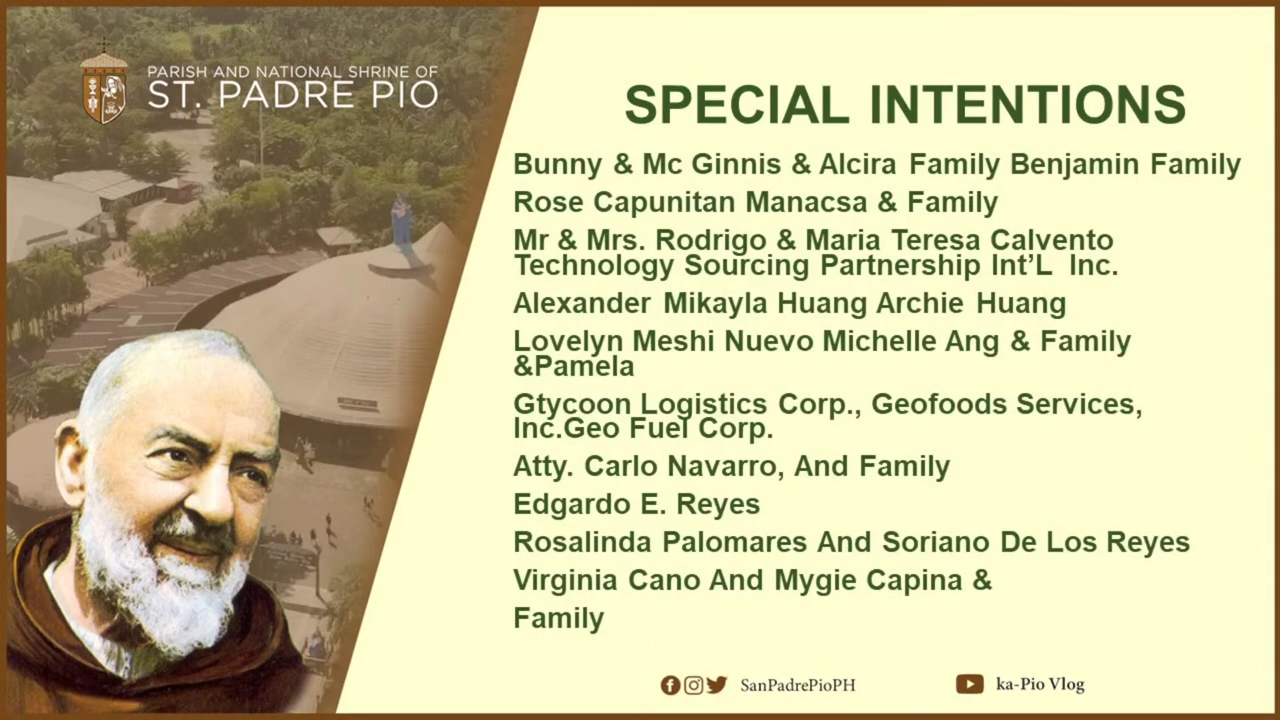 PARISH AND NATIONAL SHRINE OF
ST. PADRE PIO
SPECIAL INTENTIONS
Bunny & Mc Ginnis & Alcira Family Benjamin Family
Rose Capunitan Manacsa & Family
Mr & Mrs. Rodrigo & Maria Teresa Calvento
Technology Sourcing Partnership Int’L Inc.
Alexander Mikayla Huang Archie Huang
Lovelyn Meshi Nuevo Michelle Ang & Family
&Pamela
Gtycoon Logistics Corp., Geofoods Services,
Inc.Geo Fuel Corp.
Atty. Carlo Navarro, And Family
Edgardo E. Reyes
Rosalinda Palomares And Soriano De Los Reyes
Virginia Cano And Mygie Capina &
Family
SanPadrePioPH
ka-Pio Vlog